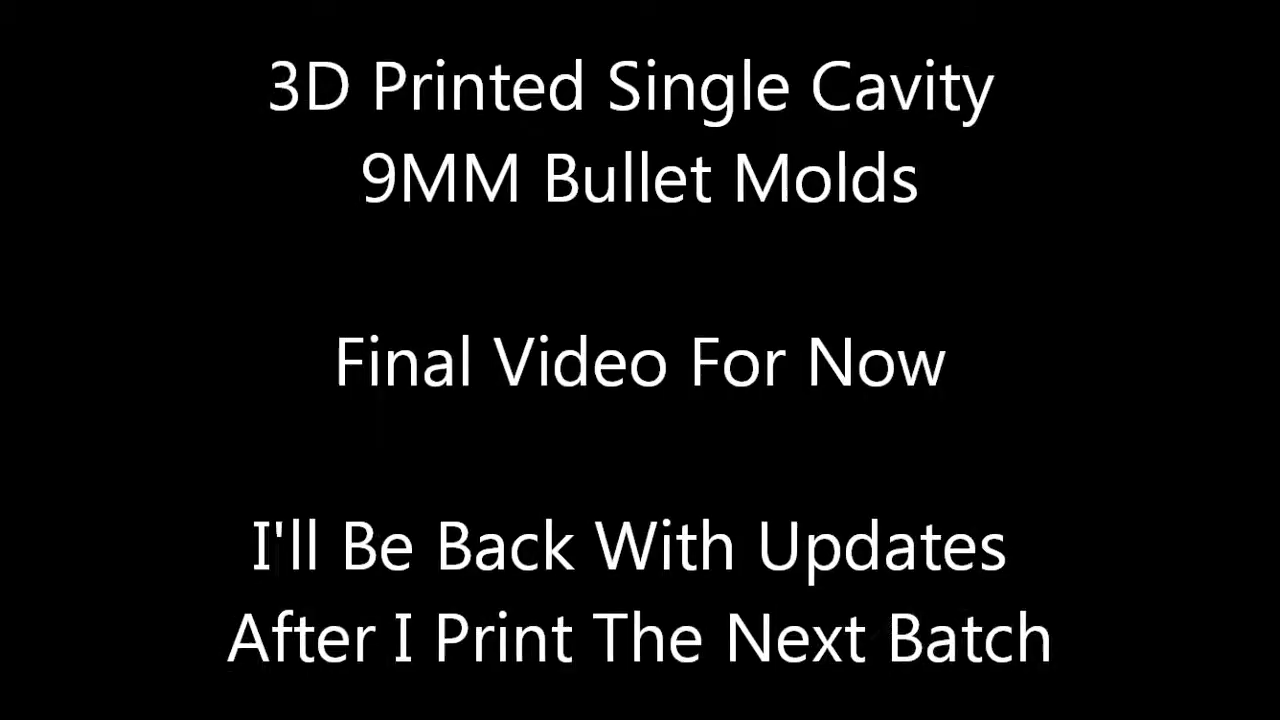 3D Printed Single Cavity
9MM Bullet Molds
Final Video For Now
I'll Be Back With Updates
After I Print The Next Batch